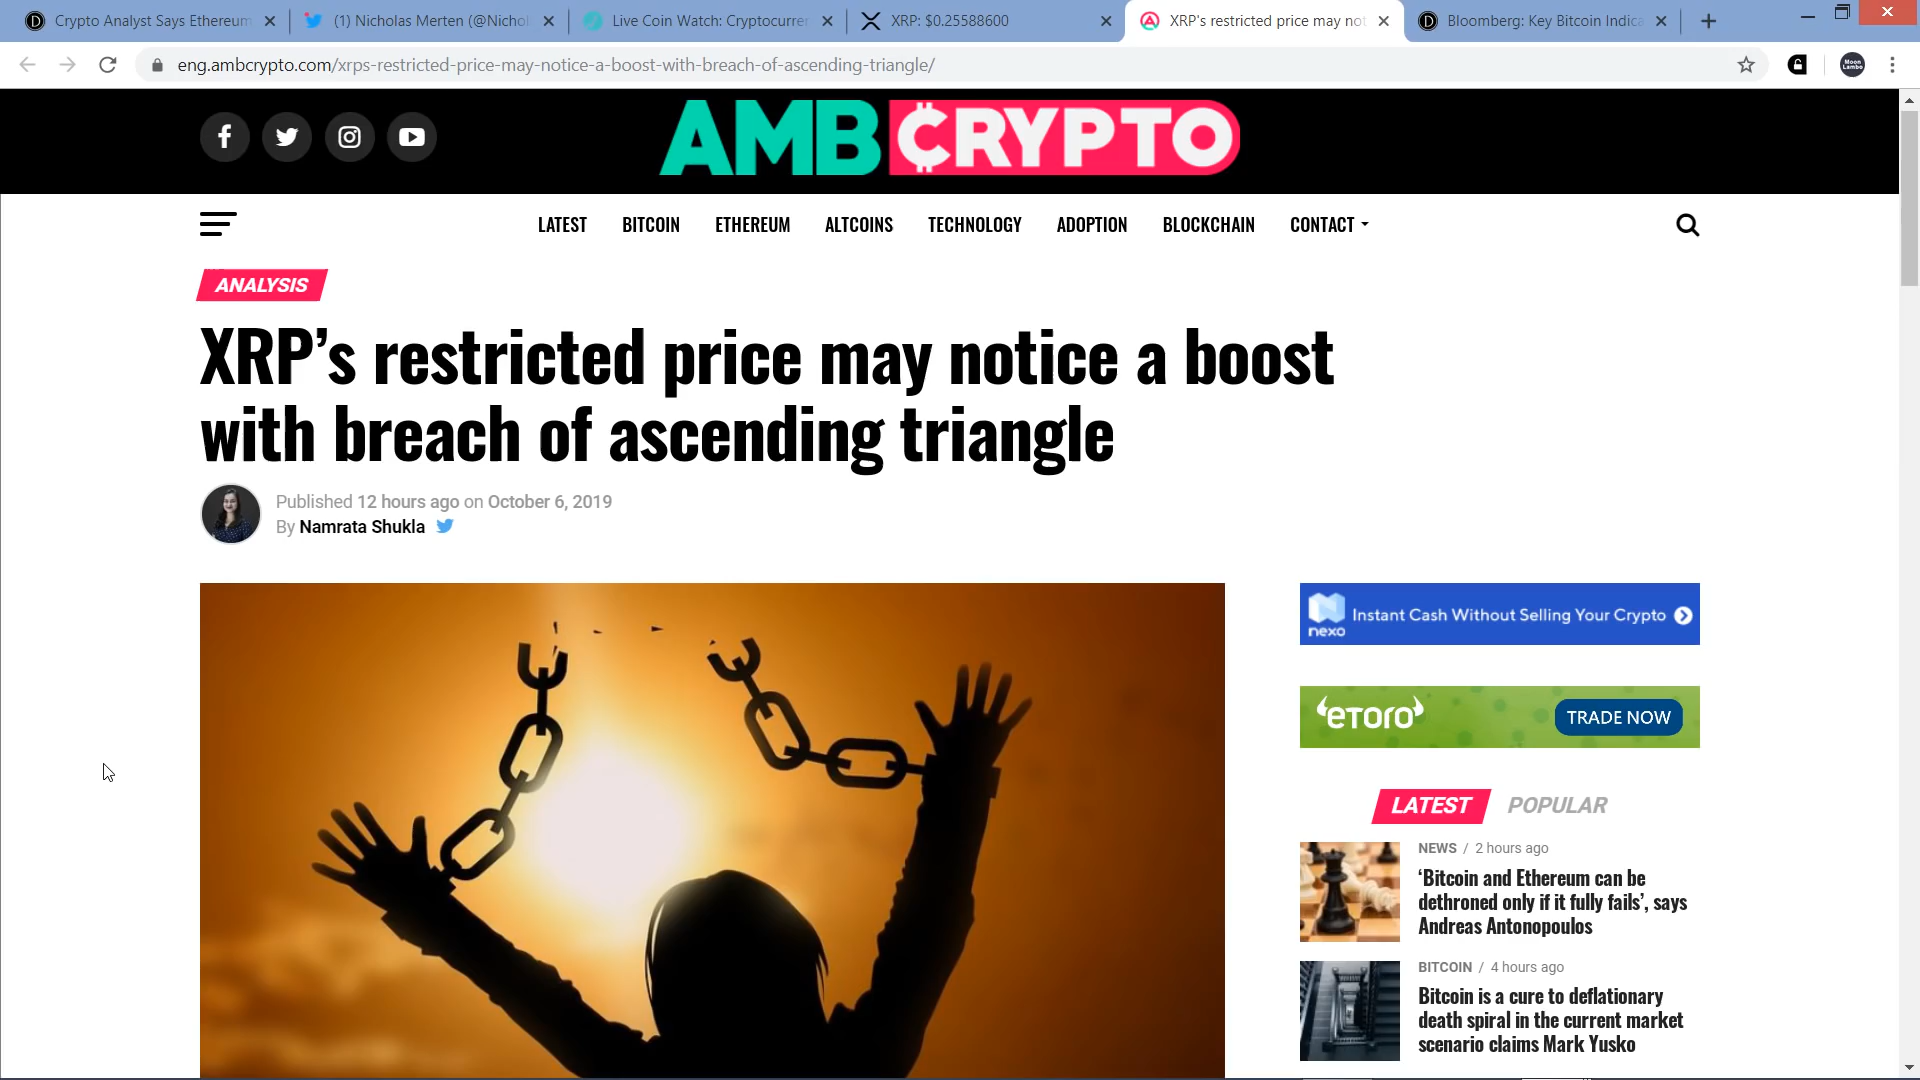 Crypto Analyst Says Ethereum
(1) Nicholas Merten (@Nichol
Live Coin Watch: Cryptocurren
XRP: $0.25588600
XRP's restricted price may not
Bloomberg: Key Bitcoin Indica
eng.ambcrypto.com/xrps-restricted-price-may-notice-a-boost-with-breach-of-ascending-triangle/
Moon Lambo
AMBCRYPTO
LATEST BITCOIN ETHEREUM ALTCOINS TECHNOLOGY ADOPTION BLOCKCHAIN CONTACT
ANALYSIS
XRP’s restricted price may notice a boost
with breach of ascending triangle
Published 12 hours ago on October 6, 2019
By Namrata Shukla
nexo Instant Cash Without Selling Your Crypto
eToro TRADE NOW
LATEST POPULAR
NEWS / 2 hours ago
‘Bitcoin and Ethereum can be
dethroned only if it fully fails’, says
Andreas Antonopoulos
BITCOIN / 4 hours ago
Bitcoin is a cure to deflationary
death spiral in the current market
scenario claims Mark Yusko